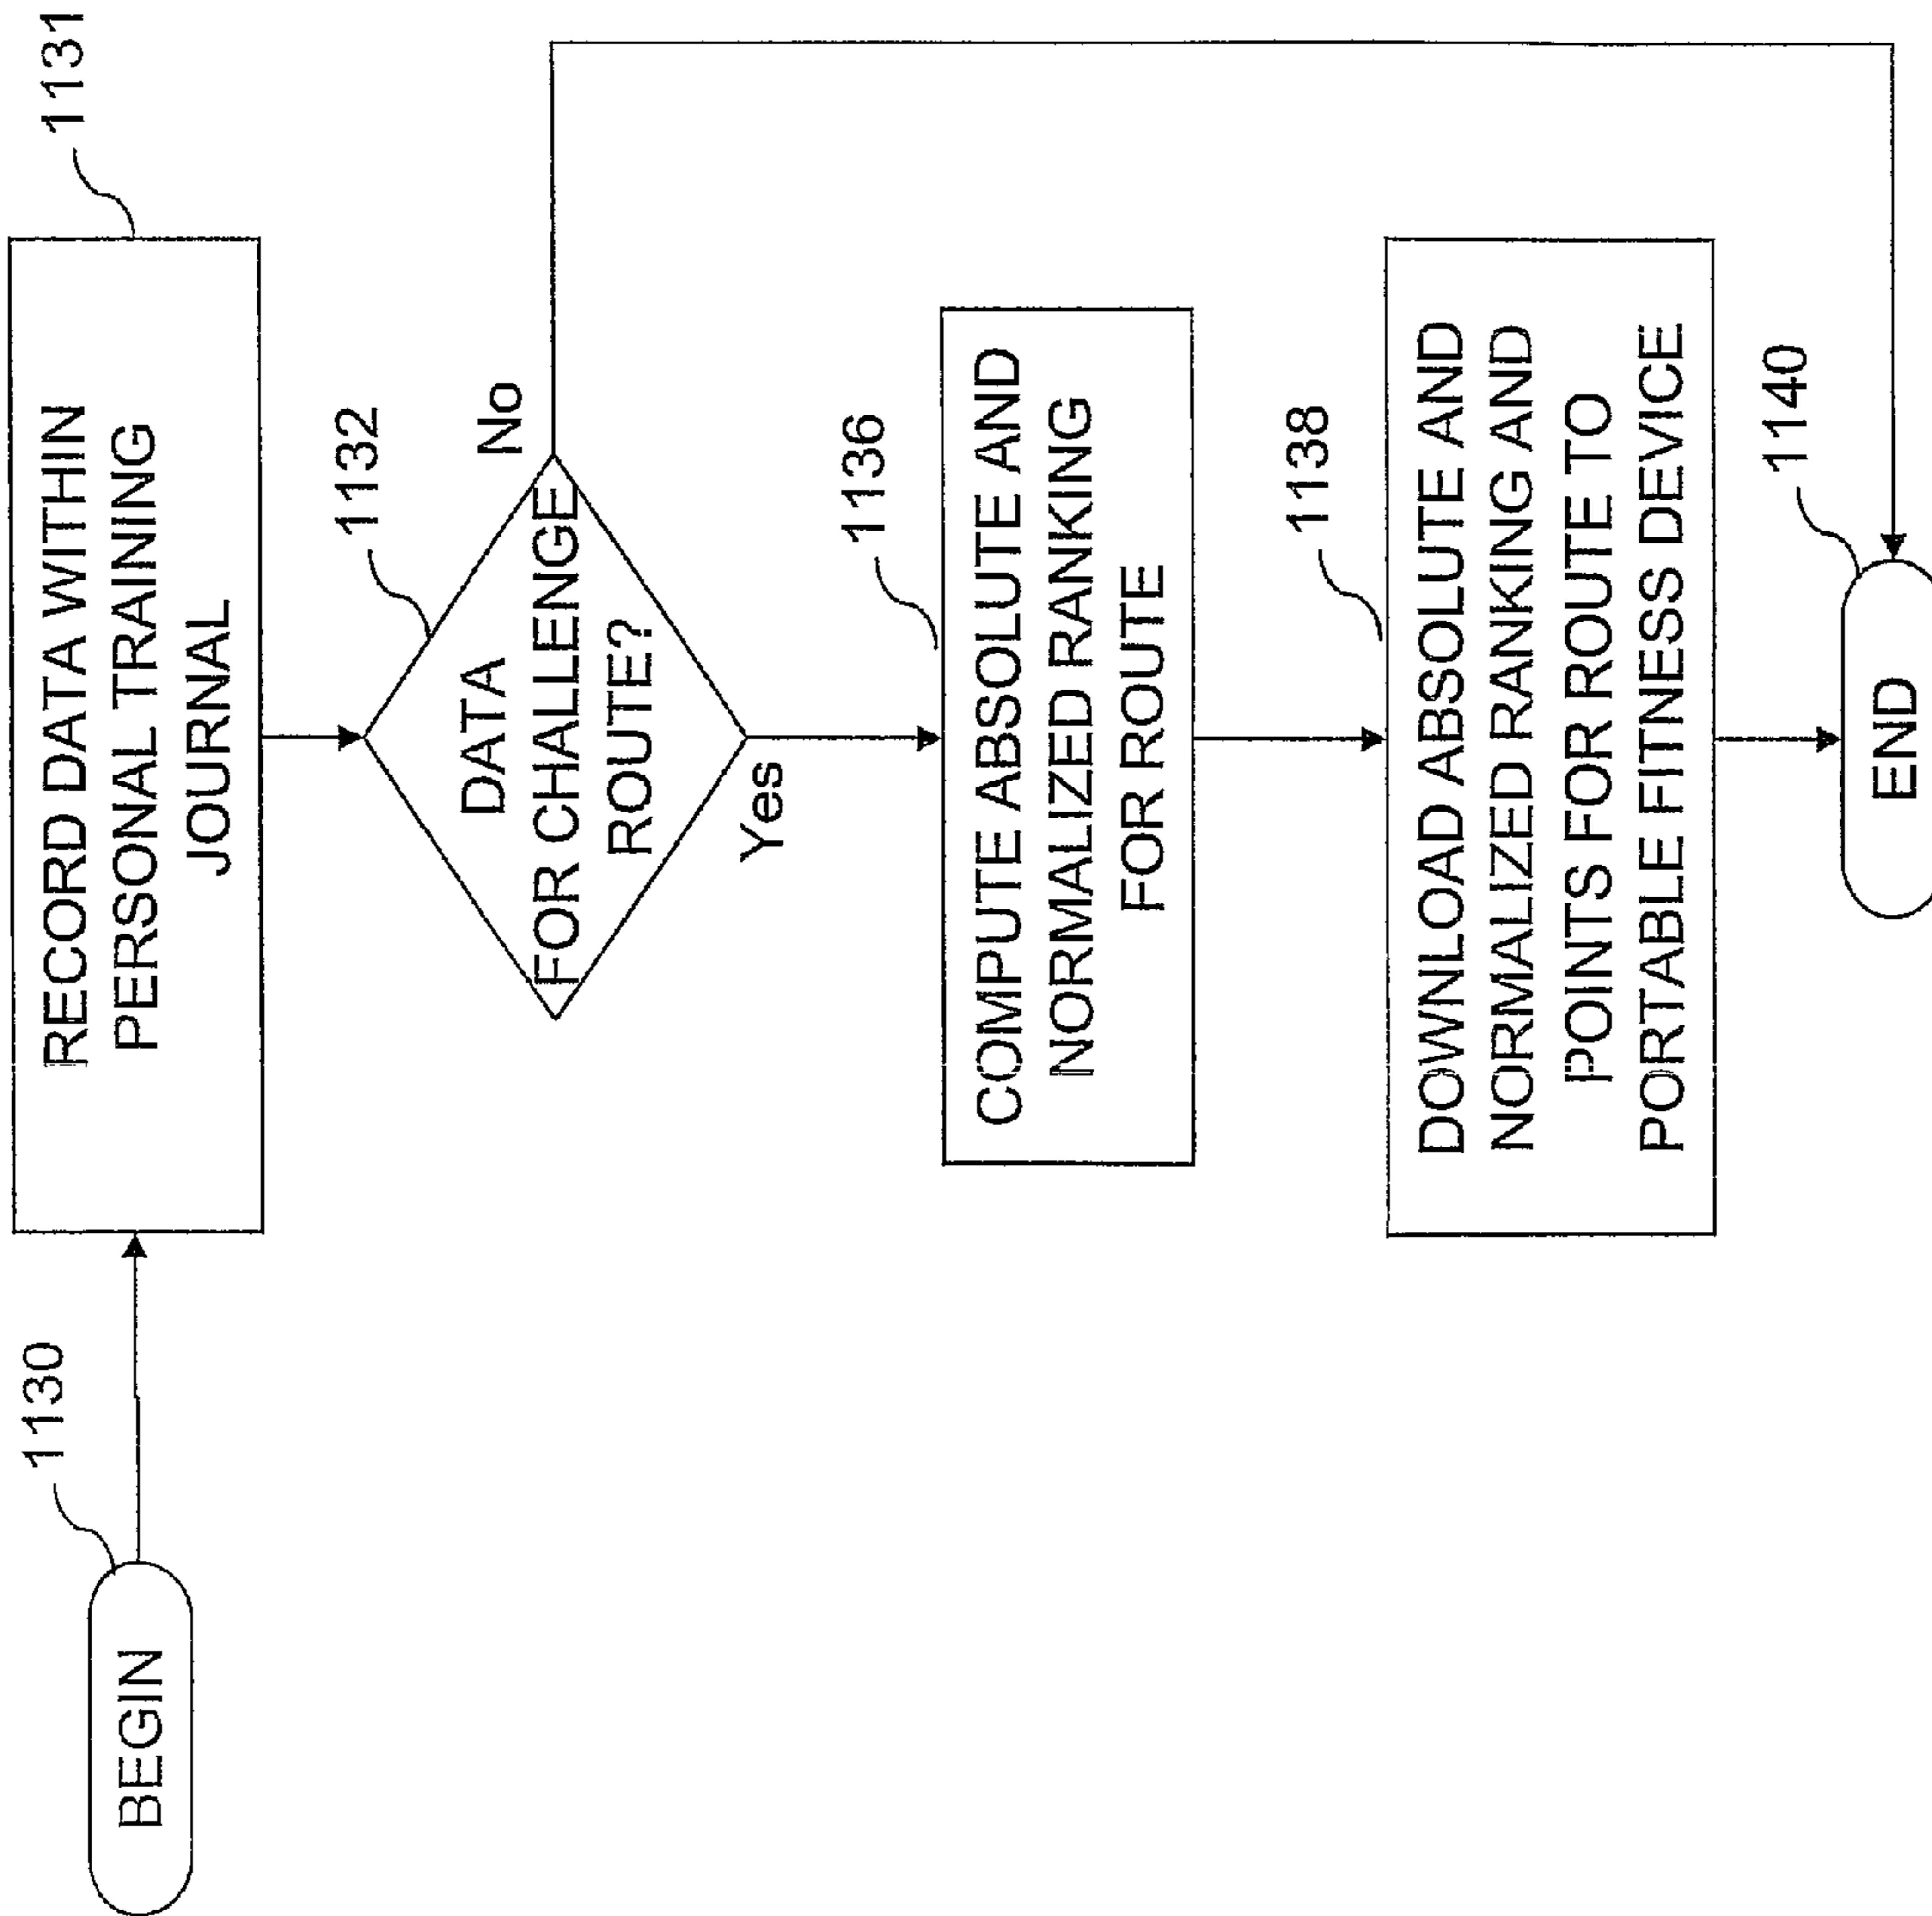 1130
BEGIN
1131
RECORD DATA WITHIN
PERSONAL TRAINING
JOURNAL
1132
DATA
FOR CHALLENGE
ROUTE?
No
Yes
1136
COMPUTE ABSOLUTE AND
NORMALIZED RANKING
FOR ROUTE
1138
DOWNLOAD ABSOLUTE AND
NORMALIZED RANKING AND
POINTS FOR ROUTE TO
PORTABLE FITNESS DEVICE
1140
END